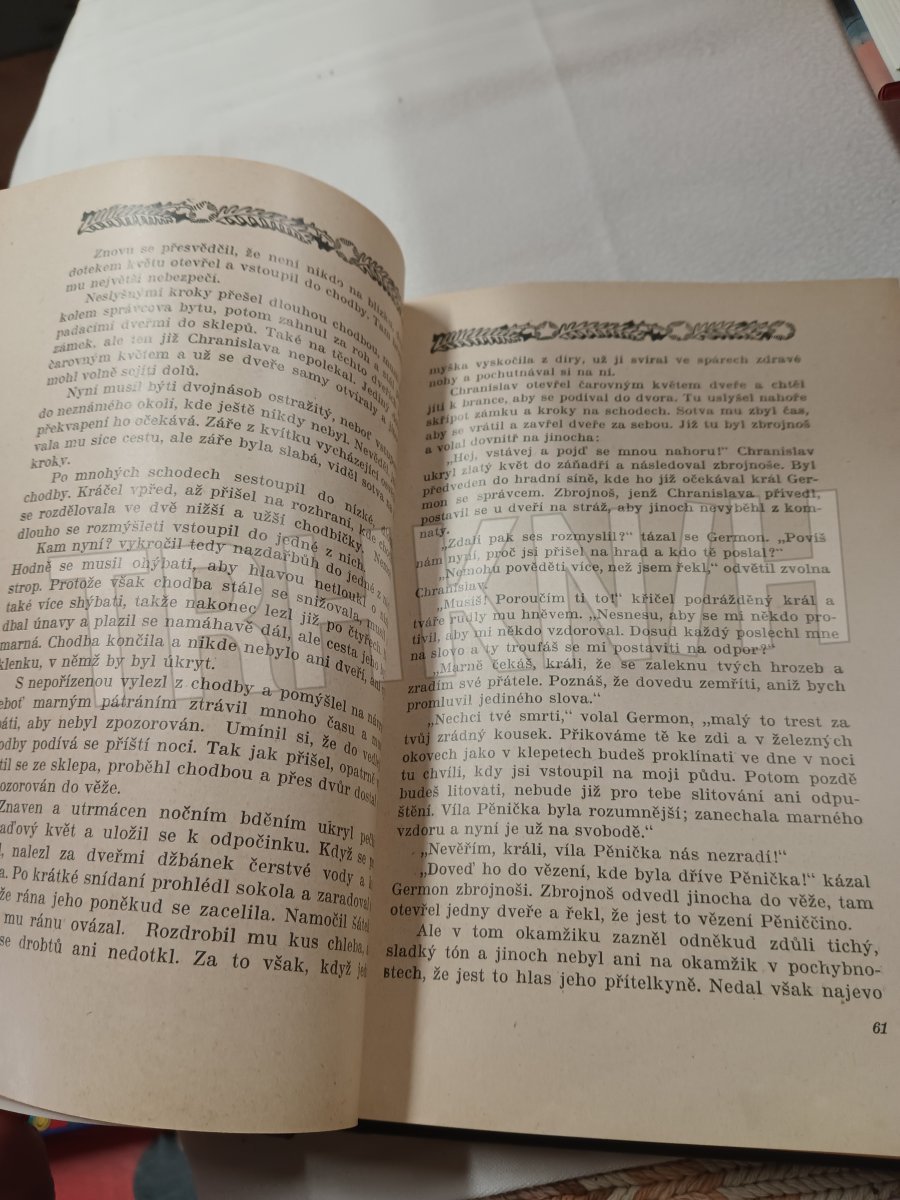 Znovu se přesvědčil, že není nikdo na blízku,
dotekem květu otevřel a vstoupil do chodby. Tam
mu největší nebezpečí.
Neslyšnými kroky přešel dlouhou chodbou,
kolem správcova bytu, potom zahnul za roh a stál
padacími dveřmi do sklepů. Také na těchto dveřích
zámek, ale ten již Chranislava nepolekal. Jediný
čarovným květem a už se dveře samy otvíraly a
mohl volně sejíti dolů.
Nyní musil býti dvojnásob ostražitý, neboť
do neznámého okolí, kde ještě nikdy nebyl. Nevěděl,
překvapení ho očekává. Záře z kvítku vycházející
vala mu sice cestu, ale záře byla slabá, viděl sotva
kroky.
Po mnohých schodech sestoupil do nízké,
chodby. Kráčel vpřed, až přišel na rozhraní, kde
se rozdělovala ve dvě nižší a užší chodbičky.
dlouho se rozmýšleti vstoupil do jedné z nich.
Kam nyní? vykročil tedy nazdařbůh do jedné z
Hodně se musil ohýbati, aby hlavou netloukl o
strop. Protože však chodba stále se snižovala,
také více shýbati, takže nakonec lezl již po čtyřech,
dbal únavy a plazil se namáhavě dál, ale cesta jeho
marná. Chodba končila a nikde nebylo ani dveří, ani
klenku, v němž by byl úkryt.
S nepořízenou vylezl z chodby a pomýšlel na
eboť marným pátráním ztrávil mnoho času a
páti, aby nebyl zpozorován. Umínil si, že do
odby podívá se příští noci. Tak jak přišel, opatrně
til se ze sklepa, proběhl chodbou a přes dvůr dostal
ozorován do věže.
Znaven a utrmácen nočním bděním ukryl
raďový květ a uložil se k odpočinku. Když se
l, nalezl za dveřmi džbánek čerstvé vody a
a. Po krátké snídaní prohlédl sokola a zaradoval
že rána jeho poněkud se zacelila. Namočil
mu ránu ovázal. Rozdrobil mu kus chleba,
se drobtů ani nedotkl. Za to však, když
myška vyskočila z díry, už ji svíral ve spárech zdravé
nohy a pochutnával si na ní.
Chranislav otevřel čarovným květem dveře a chtěl
jíti k brance, aby se podíval do dvora. Tu uslyšel nahoře
skřípot zámku a kroky na schodech. Sotva mu zbyl čas,
aby se vrátil a zavřel dveře za sebou. Již tu byl zbrojnoš
a volal dovnitř na jinocha:
„Hej, vstávej a pojď se mnou nahoru!“ Chranislav
ukryl zlatý květ do záňadří a následoval zbrojnoše. Byl
předveden do hradní síně, kde ho již očekával král Ger-
mon se správcem. Zbrojnoš, jenž Chranislava přivedl,
postavil se u dveří na stráž, aby jinoch nevyběhl z kom-
naty.
„Zdali pak ses rozmyslil?“ tázal se Germon. „Povíš
nám nyní, proč jsi přišel na hrad a kdo tě poslal?“
„Nemohu pověděti více, než jsem řekl,“ odvětil zvolna
Chranislav.
„Musíš! Poroučím ti to!“ křičel podrážděný král a
tváře rudly mu hněvem. „Nesnesu, aby se mi někdo pro-
tivil, aby mi někdo vzdoroval. Dosud každý poslechl mne
na slovo a ty troufáš se mi postaviti na odpor?“
„Marně čekáš, králi, že se zaleknu tvých hrozeb a
zradím své přátele. Poznáš, že dovedu zemříti, aniž bych
promluvil jediného slova.“
„Nechci tvé smrti,“ volal Germon, „malý to trest za
tvůj zrádný kousek. Přikováme tě ke zdi a v železných
okovech jako v klepetech budeš proklínati ve dne v noci
tu chvíli, kdy jsi vstoupil na moji půdu. Potom pozdě
budeš litovati, nebude již pro tebe slitování ani odpu-
štění. Víla Pěnička byla rozumnější; zanechala marného
vzdoru a nyní je už na svobodě.“
„Nevěřím, králi, víla Pěnička nás nezradí!“
„Doveď ho do vězení, kde byla dříve Pěnička!“ kázal
Germon zbrojnoši. Zbrojnoš odvedl jinocha do věže, tam
otevřel jedny dveře a řekl, že jest to vězení Pěniččino.
Ale v tom okamžiku zazněl odněkud zdůli tichý,
sladký tón a jinoch nebyl ani na okamžik v pochybno-
stech, že jest to hlas jeho přítelkyně. Nedal však najevo
61